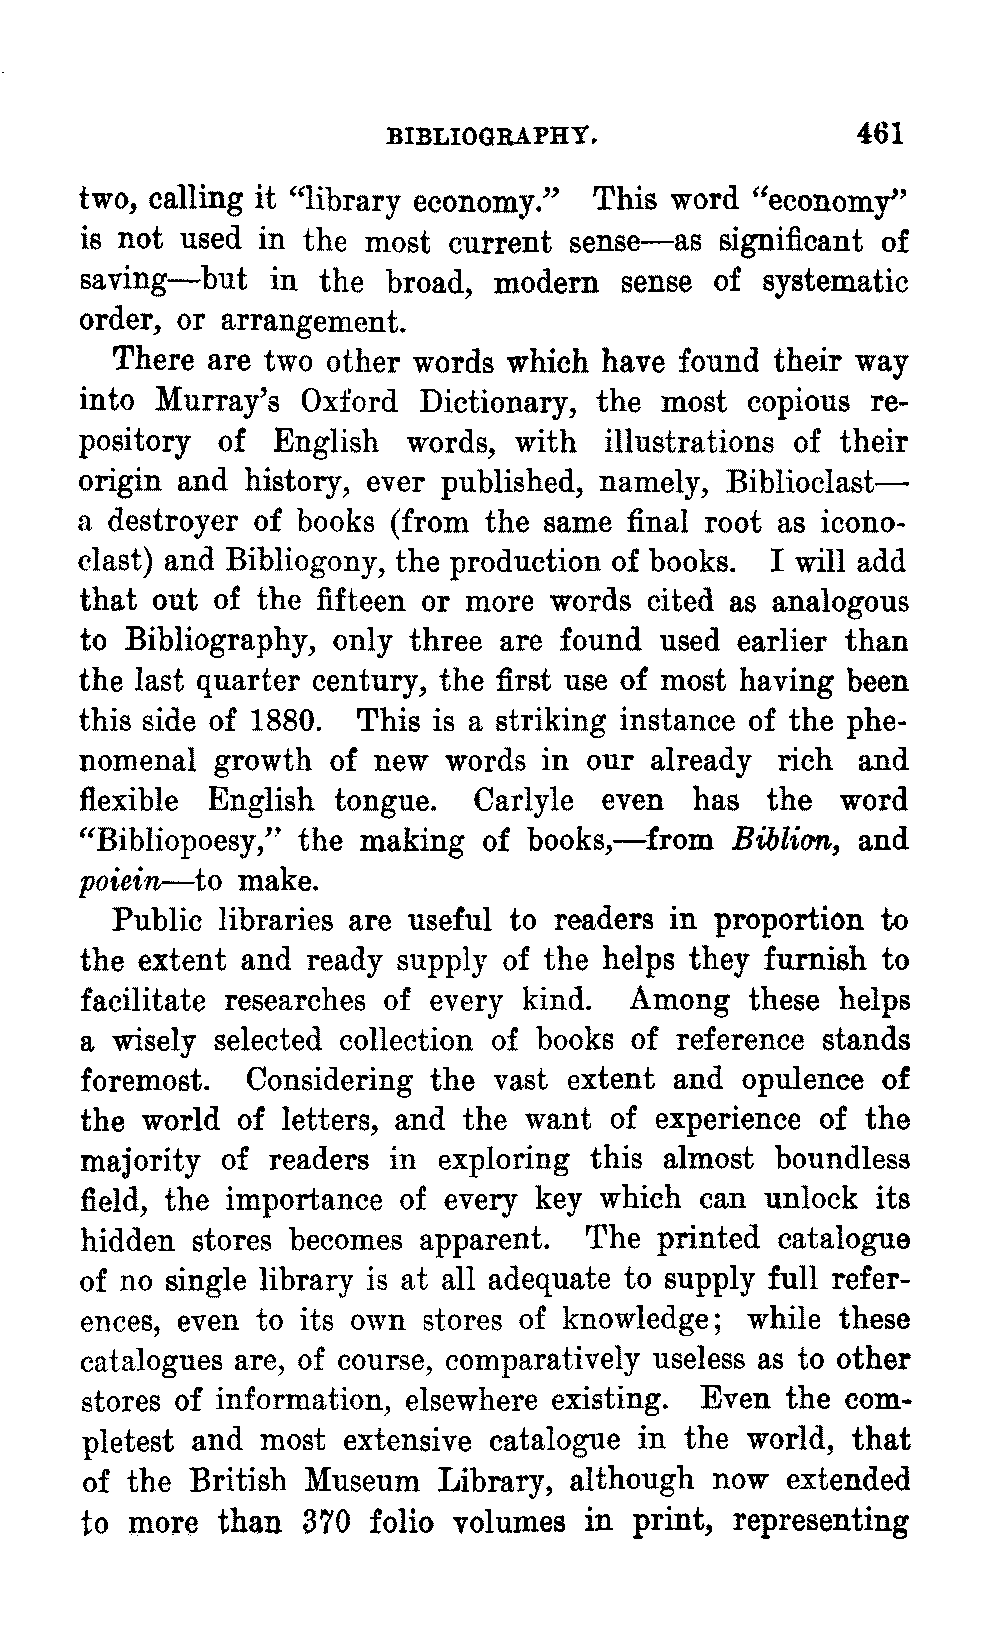 BIBLIOGRAPHY. 461
two, calling it “library economy.” This word “economy”
is not used in the most current sense—as significant of
saving—but in the broad, modern sense of systematic
order, or arrangement.
There are two other words which have found their way
into Murray’s Oxford Dictionary, the most copious re-
pository of English words, with illustrations of their
origin and history, ever published, namely, Biblioclast—
a destroyer of books (from the same final root as icono-
clast) and Bibliogony, the production of books. I will add
that out of the fifteen or more words cited as analogous
to Bibliography, only three are found used earlier than
the last quarter century, the first use of most having been
this side of 1880. This is a striking instance of the phe-
nomenal growth of new words in our already rich and
flexible English tongue. Carlyle even has the word
“Bibliopoesy,” the making of books,—from Biblion, and
poiein—to make.
Public libraries are useful to readers in proportion to
the extent and ready supply of the helps they furnish to
facilitate researches of every kind. Among these helps
a wisely selected collection of books of reference stands
foremost. Considering the vast extent and opulence of
the world of letters, and the want of experience of the
majority of readers in exploring this almost boundless
field, the importance of every key which can unlock its
hidden stores becomes apparent. The printed catalogue
of no single library is at all adequate to supply full refer-
ences, even to its own stores of knowledge; while these
catalogues are, of course, comparatively useless as to other
stores of information, elsewhere existing. Even the com-
pletest and most extensive catalogue in the world, that
of the British Museum Library, although now extended
to more than 370 folio volumes in print, representing